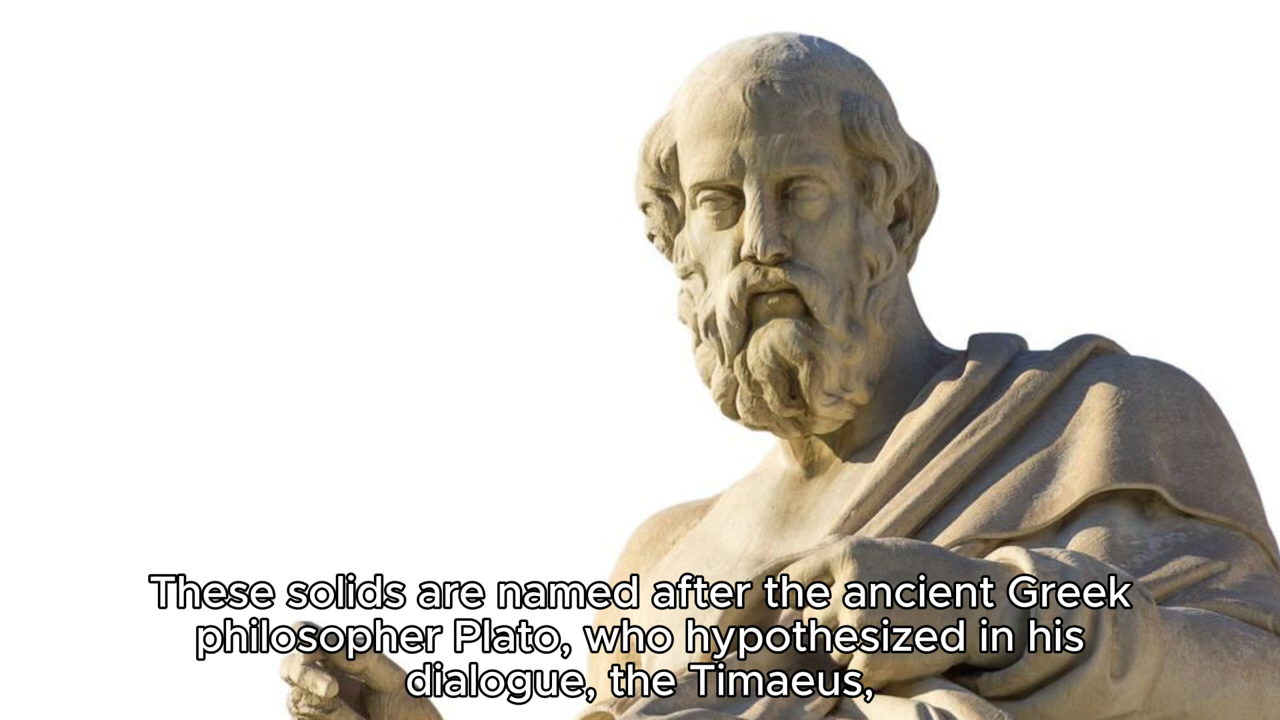 These solids are named after the ancient Greek
philosopher Plato, who hypothesized in his
dialogue, the Timaeus,